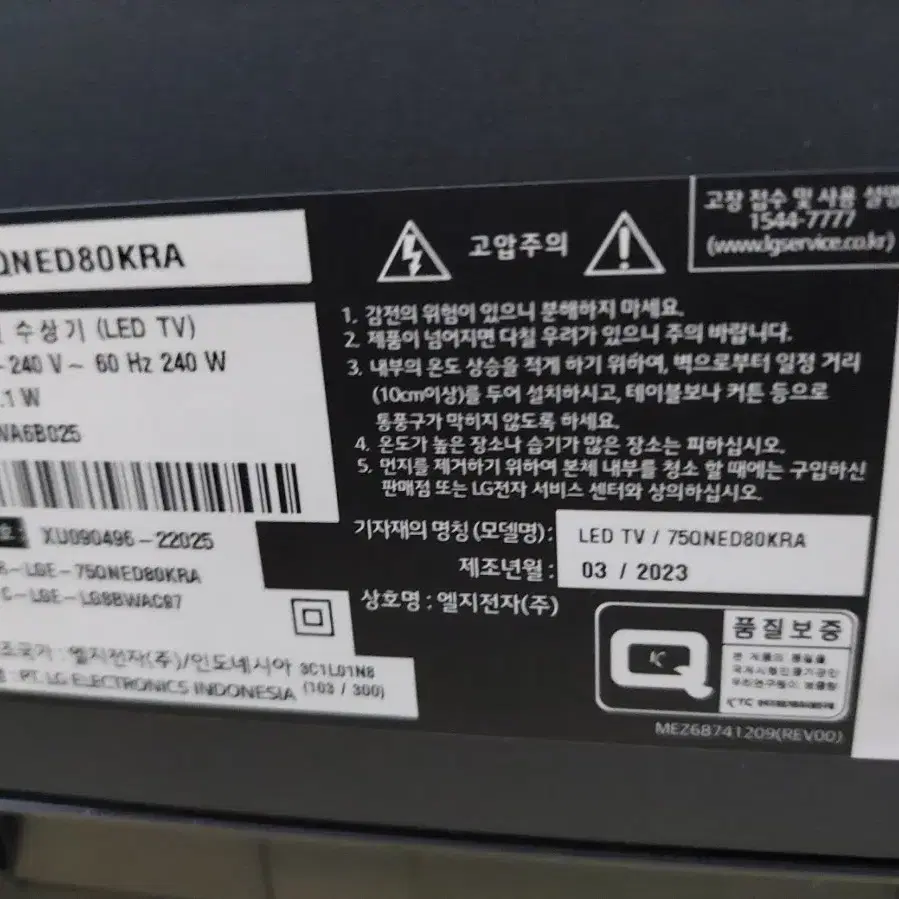 QNED80KRA
수상기 (LED TV)
- 240 V ~ 60 Hz 240 W
.1 W
WA6B025
XU090496-22025
-LGE-75QNED80KRA
C-LGE-LGSBWAC97
조국가 : 엘지전자(주)/인도네시아 3C1L01N8
: PT. LG ELECTRONICS INDONESIA (103 / 300)
고압주의
고장 접수 및 사용 설명
1544-7777
(www.lgservice.co.kr)
1. 감전의 위험이 있으니 분해하지 마세요.
2. 제품이 넘어지면 다칠 우려가 있으니 주의 바랍니다.
3. 내부의 온도 상승을 적게 하기 위하여, 벽으로부터 일정 거리
(10cm이상)를 두어 설치하시고, 테이블보나 커튼 등으로
통풍구가 막히지 않도록 하세요.
4. 온도가 높은 장소나 습기가 많은 장소는 피하십시오.
5. 먼지를 제거하기 위하여 본체 내부를 청소 할 때에는 구입하신
판매점 또는 LG전자 서비스 센터와 상의하십시오.
기자재의 명칭(모델명): LED TV / 75QNED80KRA
제조년월 : 03 / 2023
상호명 : 엘지전자(주)
품질보증
MEZ68741209(REV00)